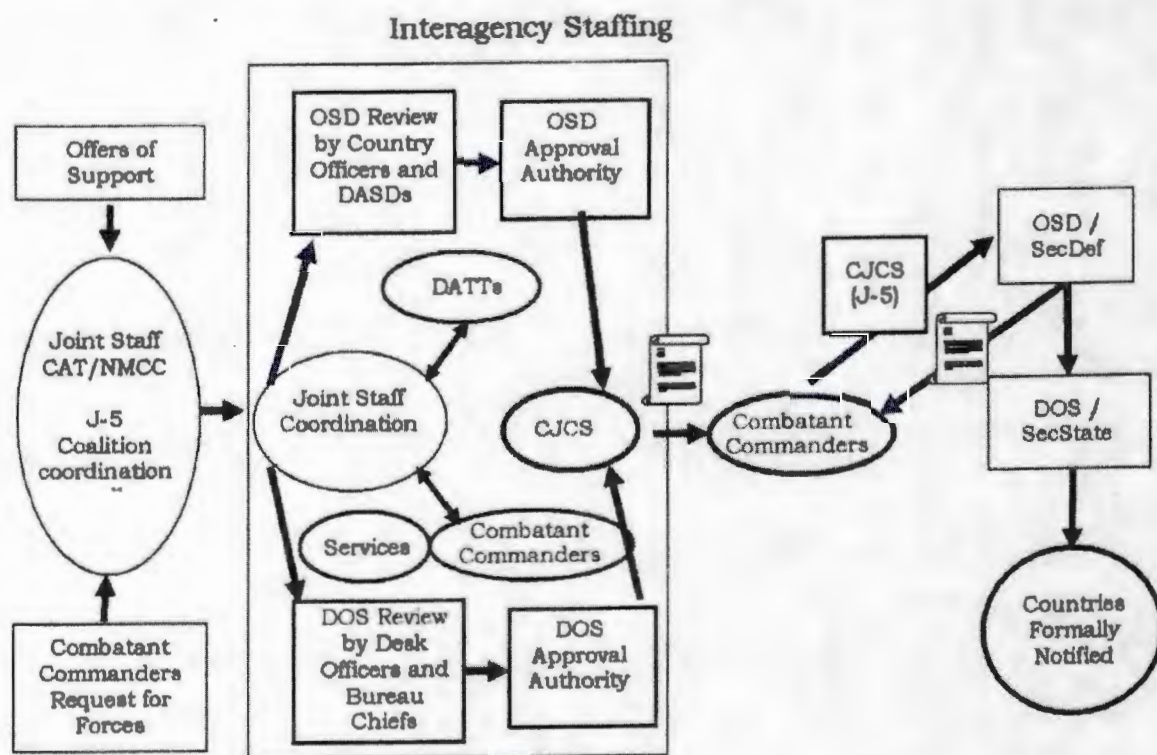 Interagency Staffing
Offers of
Support
Joint Staff
CAT/NMCC
J-5
Coalition
coordination
Combatant
Commanders
Request for
Forces
OSD Review
by Country
Officers and
DASDs
OSD
Approval
Authority
DATTs
Joint Staff
Coordination
CJCS
Services
Combatant
Commanders
DOS Review
by Desk
Officers and
Bureau
Chiefs
DOS
Approval
Authority
Combatant
Commanders
CJCS
(J-5)
OSD /
SecDef
DOS /
SecState
Countries
Formally
Notified